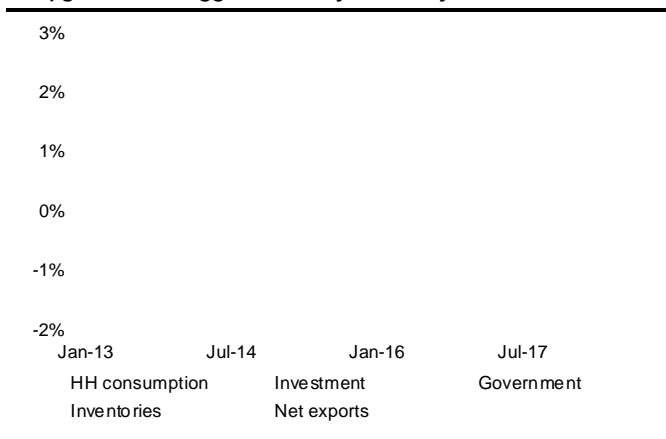 3%
2%
1%
0%
-1%
-2%
Jan-13 Jul-14 Jan-16 Jul-17
HH consumption Investment Government
Inventories Net exports